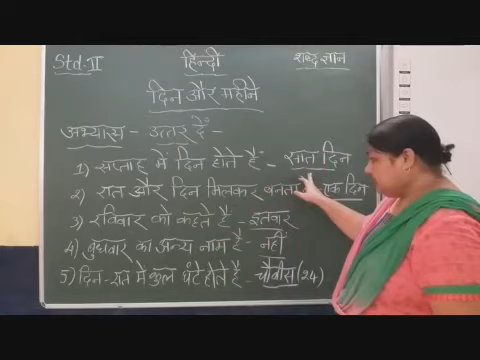 Std. II हिन्दी शब्द ज्ञान
दिन और महीने
अभ्यास - उत्तर दें -
1) सप्ताह में दिन होते हैं - सात दिन
2) रात और दिन मिलकर बनता एक दिन
3) रविवार को कहते हैं - इतवार
4) बुधवार का अन्य नाम है - नहीं
5) दिन-रात में कुल घंटे होते हैं - चौबीस (24)